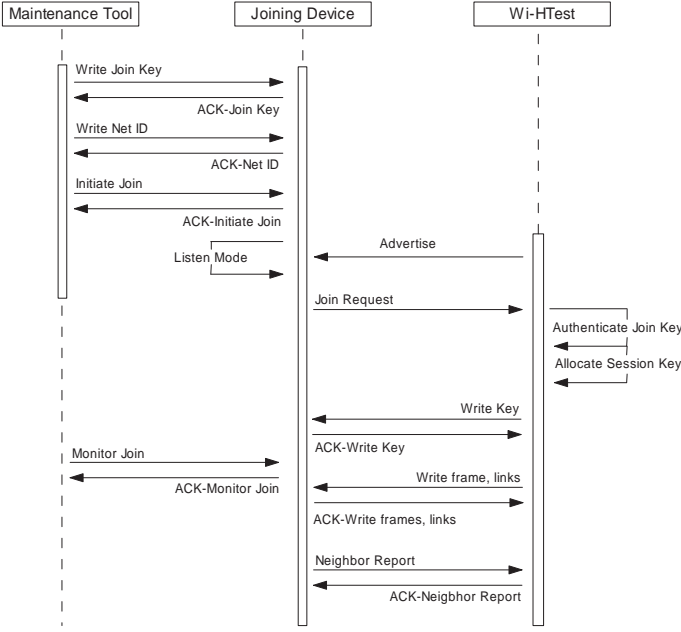 Maintenance Tool
Joining Device
Wi-HTest
Write Join Key
ACK-Join Key
Write Net ID
ACK-Net ID
Initiate Join
ACK-Initiate Join
Listen Mode
Advertise
Join Request
Authenticate Join Key
Allocate Session Key
Write Key
ACK-Write Key
Monitor Join
ACK-Monitor Join
Write frame, links
ACK-Write frames, links
Neighbor Report
ACK-Neigbhor Report